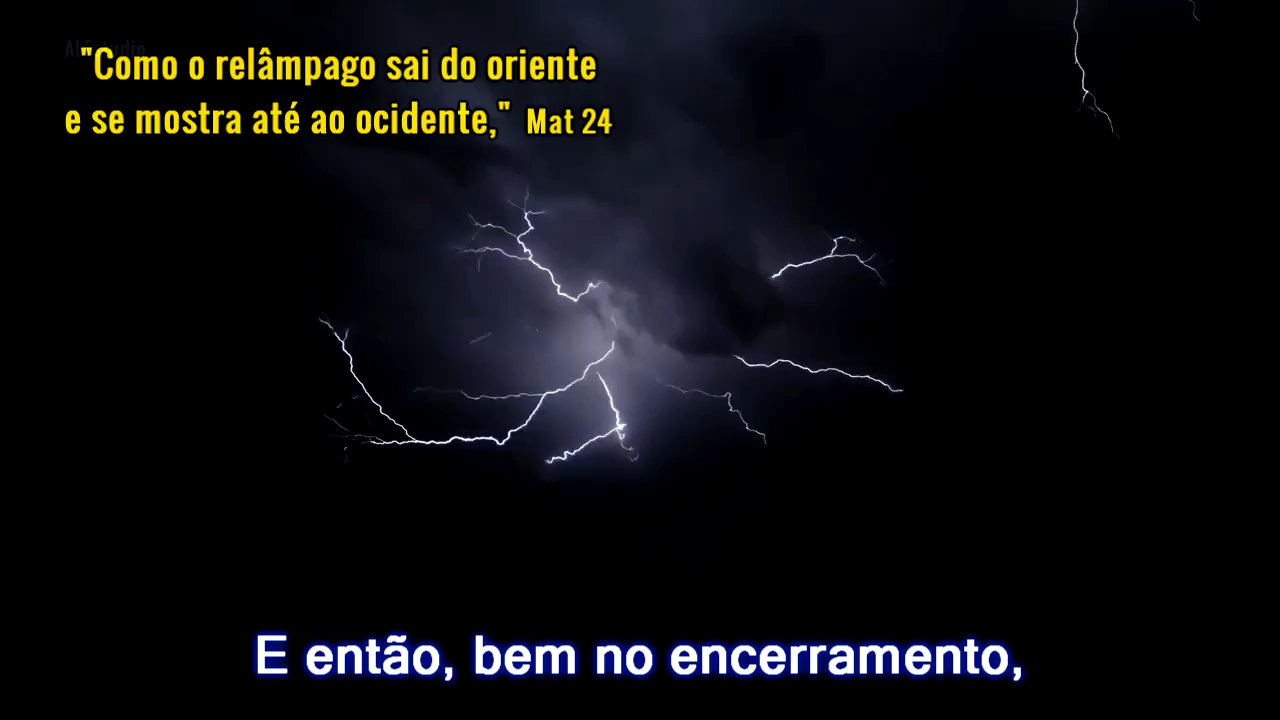 "Como o relâmpago sai do oriente
e se mostra até ao ocidente," Mat 24
E então, bem no encerramento,